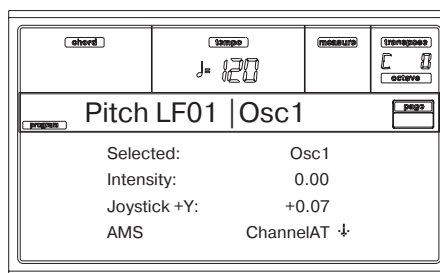 chord tempo measure transpose
♩= 120 C 0
octave
program Pitch LF01 |Osc1 page
Selected: Osc1
Intensity: 0.00
Joystick +Y: +0.07
AMS ChannelAT